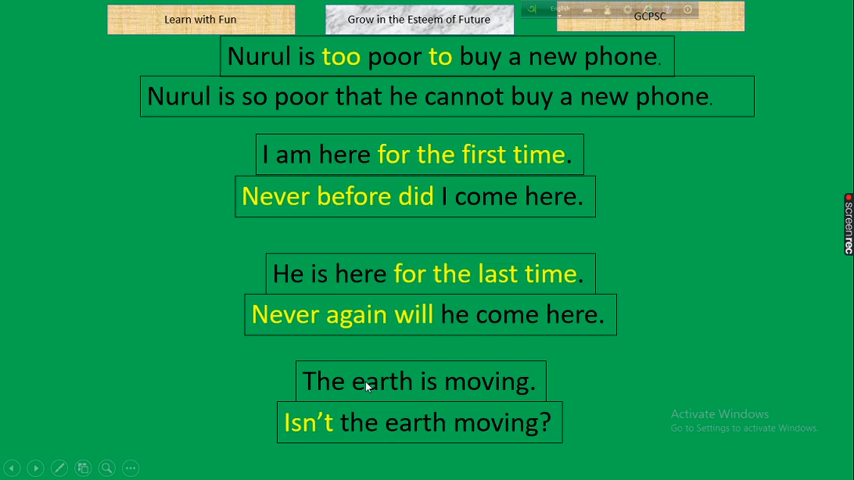 Learn with Fun
Grow in the Esteem of Future
GCPSC
Nurul is too poor to buy a new phone.
Nurul is so poor that he cannot buy a new phone.
I am here for the first time.
Never before did I come here.
He is here for the last time.
Never again will he come here.
The earth is moving.
Isn't the earth moving?
Activate Windows
Go to Settings to activate Windows.
screenrec